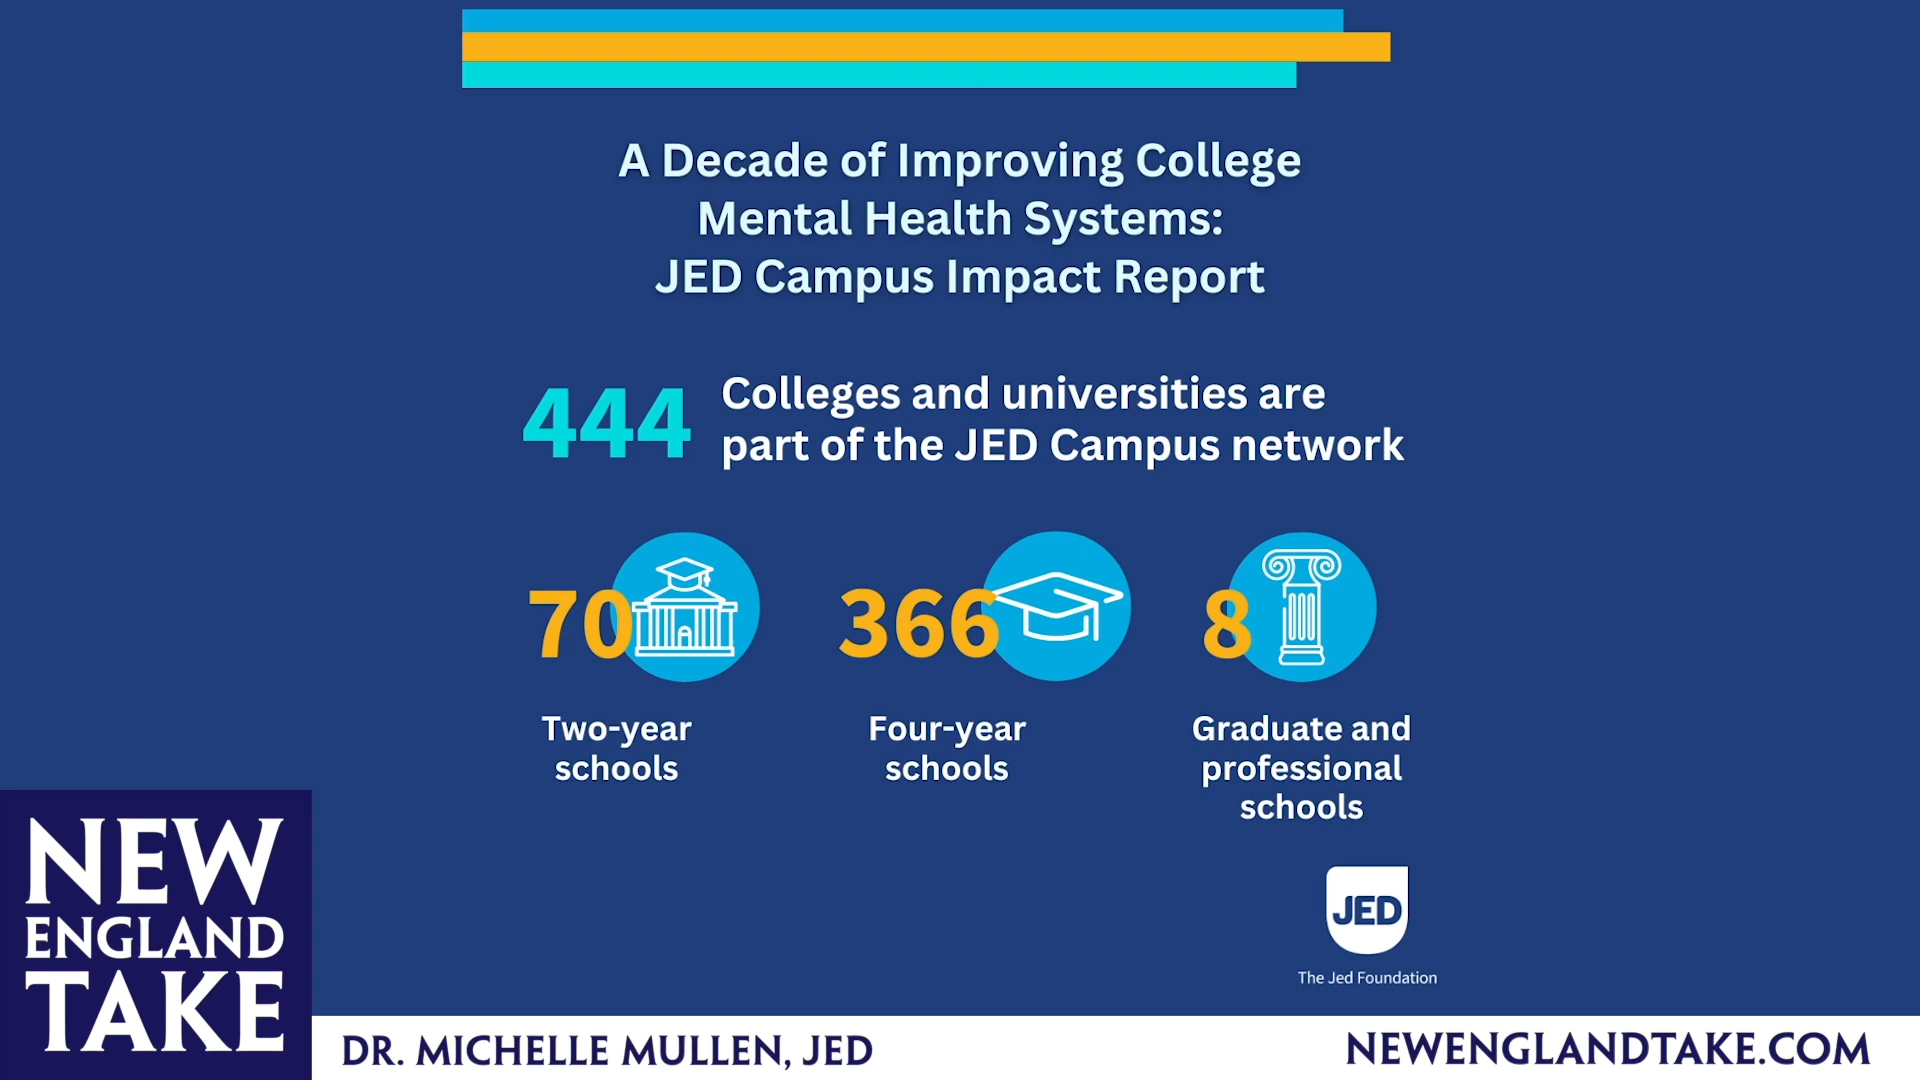 A Decade of Improving College
Mental Health Systems:
JED Campus Impact Report
444
Colleges and universities are
part of the JED Campus network
70
Two-year
schools
366
Four-year
schools
8
Graduate and
professional
schools
JED
The Jed Foundation
NEW
ENGLAND
TAKE
DR. MICHELLE MULLEN, JED
NEWENGLANDTAKE.COM